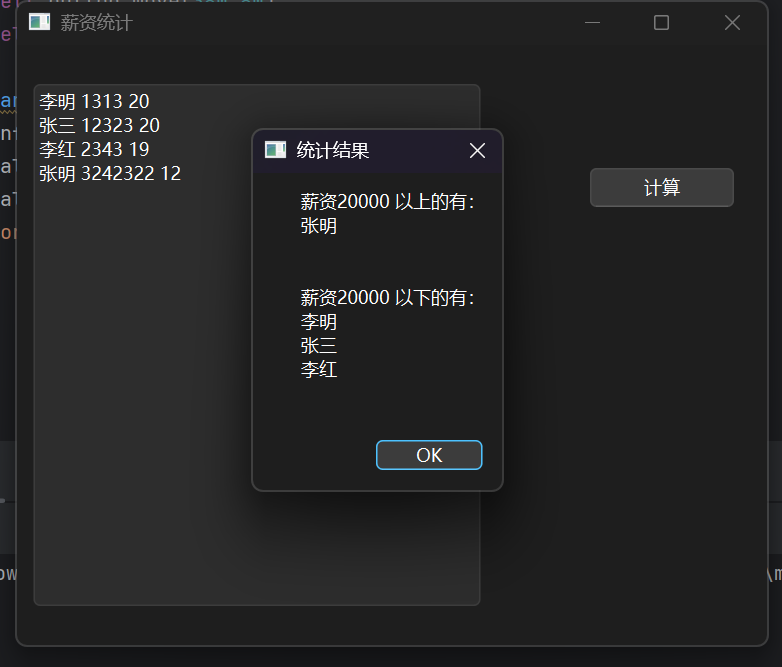 薪资统计
李明 1313 20
张三 12323 20
李红 2343 19
张明 3242322 12
统计结果
薪资20000 以上的有：
张明
薪资20000 以下的有：
李明
张三
李红
OK
计算